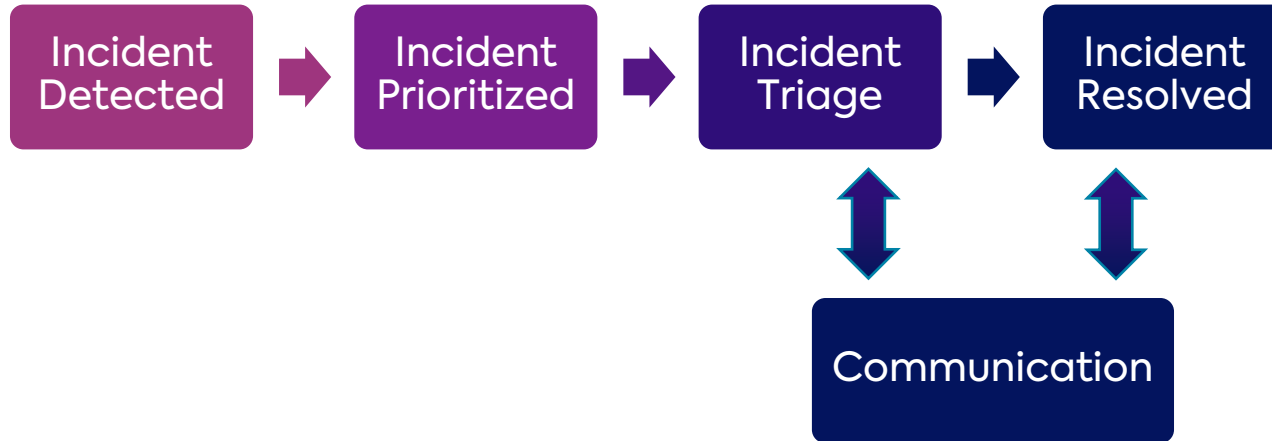 Incident
Detected
Incident
Prioritized
Incident
Triage
Incident
Resolved
Communication